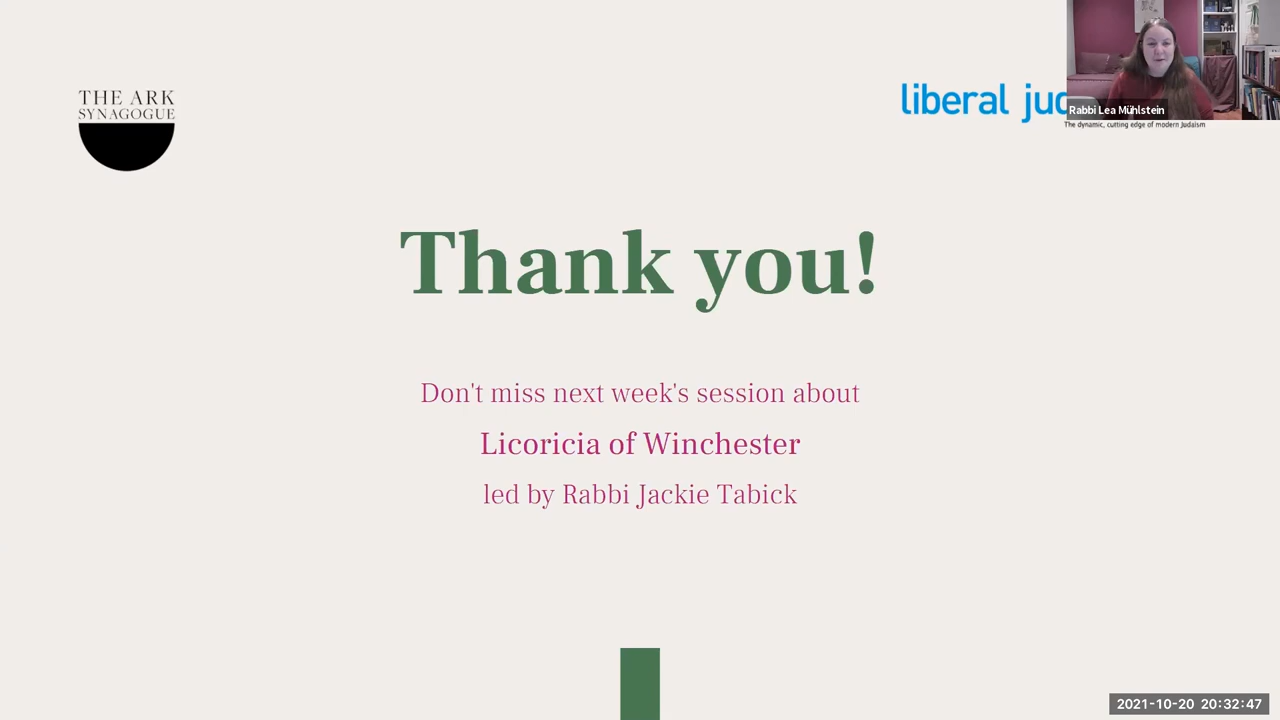 THE ARK
SYNAGOGUE
liberal jud
Rabbi Lea Mühlstein
The dynamic, cutting edge of modern Judaism
Thank you!
Don't miss next week's session about
Licoricia of Winchester
led by Rabbi Jackie Tabick
2021-10-20 20:32:47